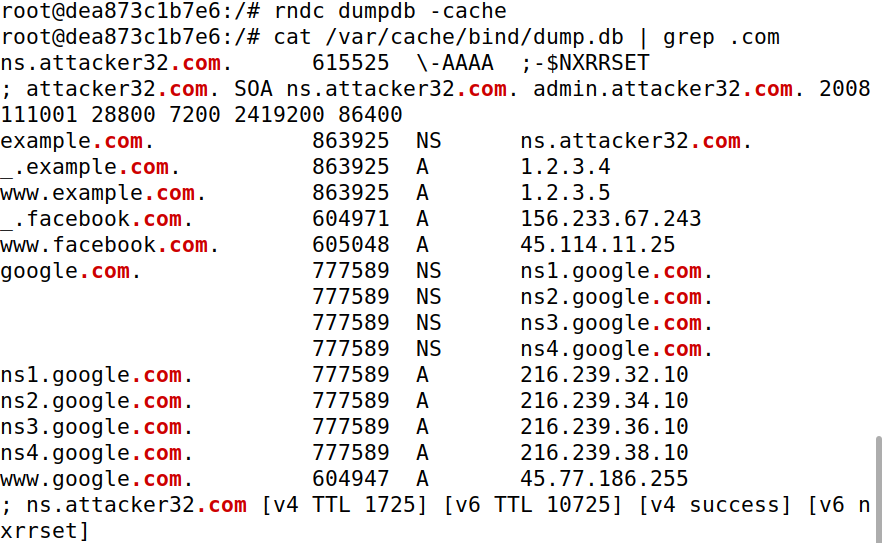 root@dea873c1b7e6:/# rndc dumpdb -cache
root@dea873c1b7e6:/# cat /var/cache/bind/dump.db | grep .com
ns.attacker32.com.        615525  \-AAAA  ;-$NXRRSET
; attacker32.com. SOA ns.attacker32.com. admin.attacker32.com. 2008
111001 28800 7200 2419200 86400
example.com.            863925  NS      ns.attacker32.com.
_.example.com.          863925  A       1.2.3.4
www.example.com.        863925  A       1.2.3.5
_.facebook.com.         604971  A       156.233.67.243
www.facebook.com.       605048  A       45.114.11.25
google.com.             777589  NS      ns1.google.com.
                        777589  NS      ns2.google.com.
                        777589  NS      ns3.google.com.
                        777589  NS      ns4.google.com.
ns1.google.com.         777589  A       216.239.32.10
ns2.google.com.         777589  A       216.239.34.10
ns3.google.com.         777589  A       216.239.36.10
ns4.google.com.         777589  A       216.239.38.10
www.google.com.         604947  A       45.77.186.255
; ns.attacker32.com [v4 TTL 1725] [v6 TTL 10725] [v4 success] [v6 n
xrrset]